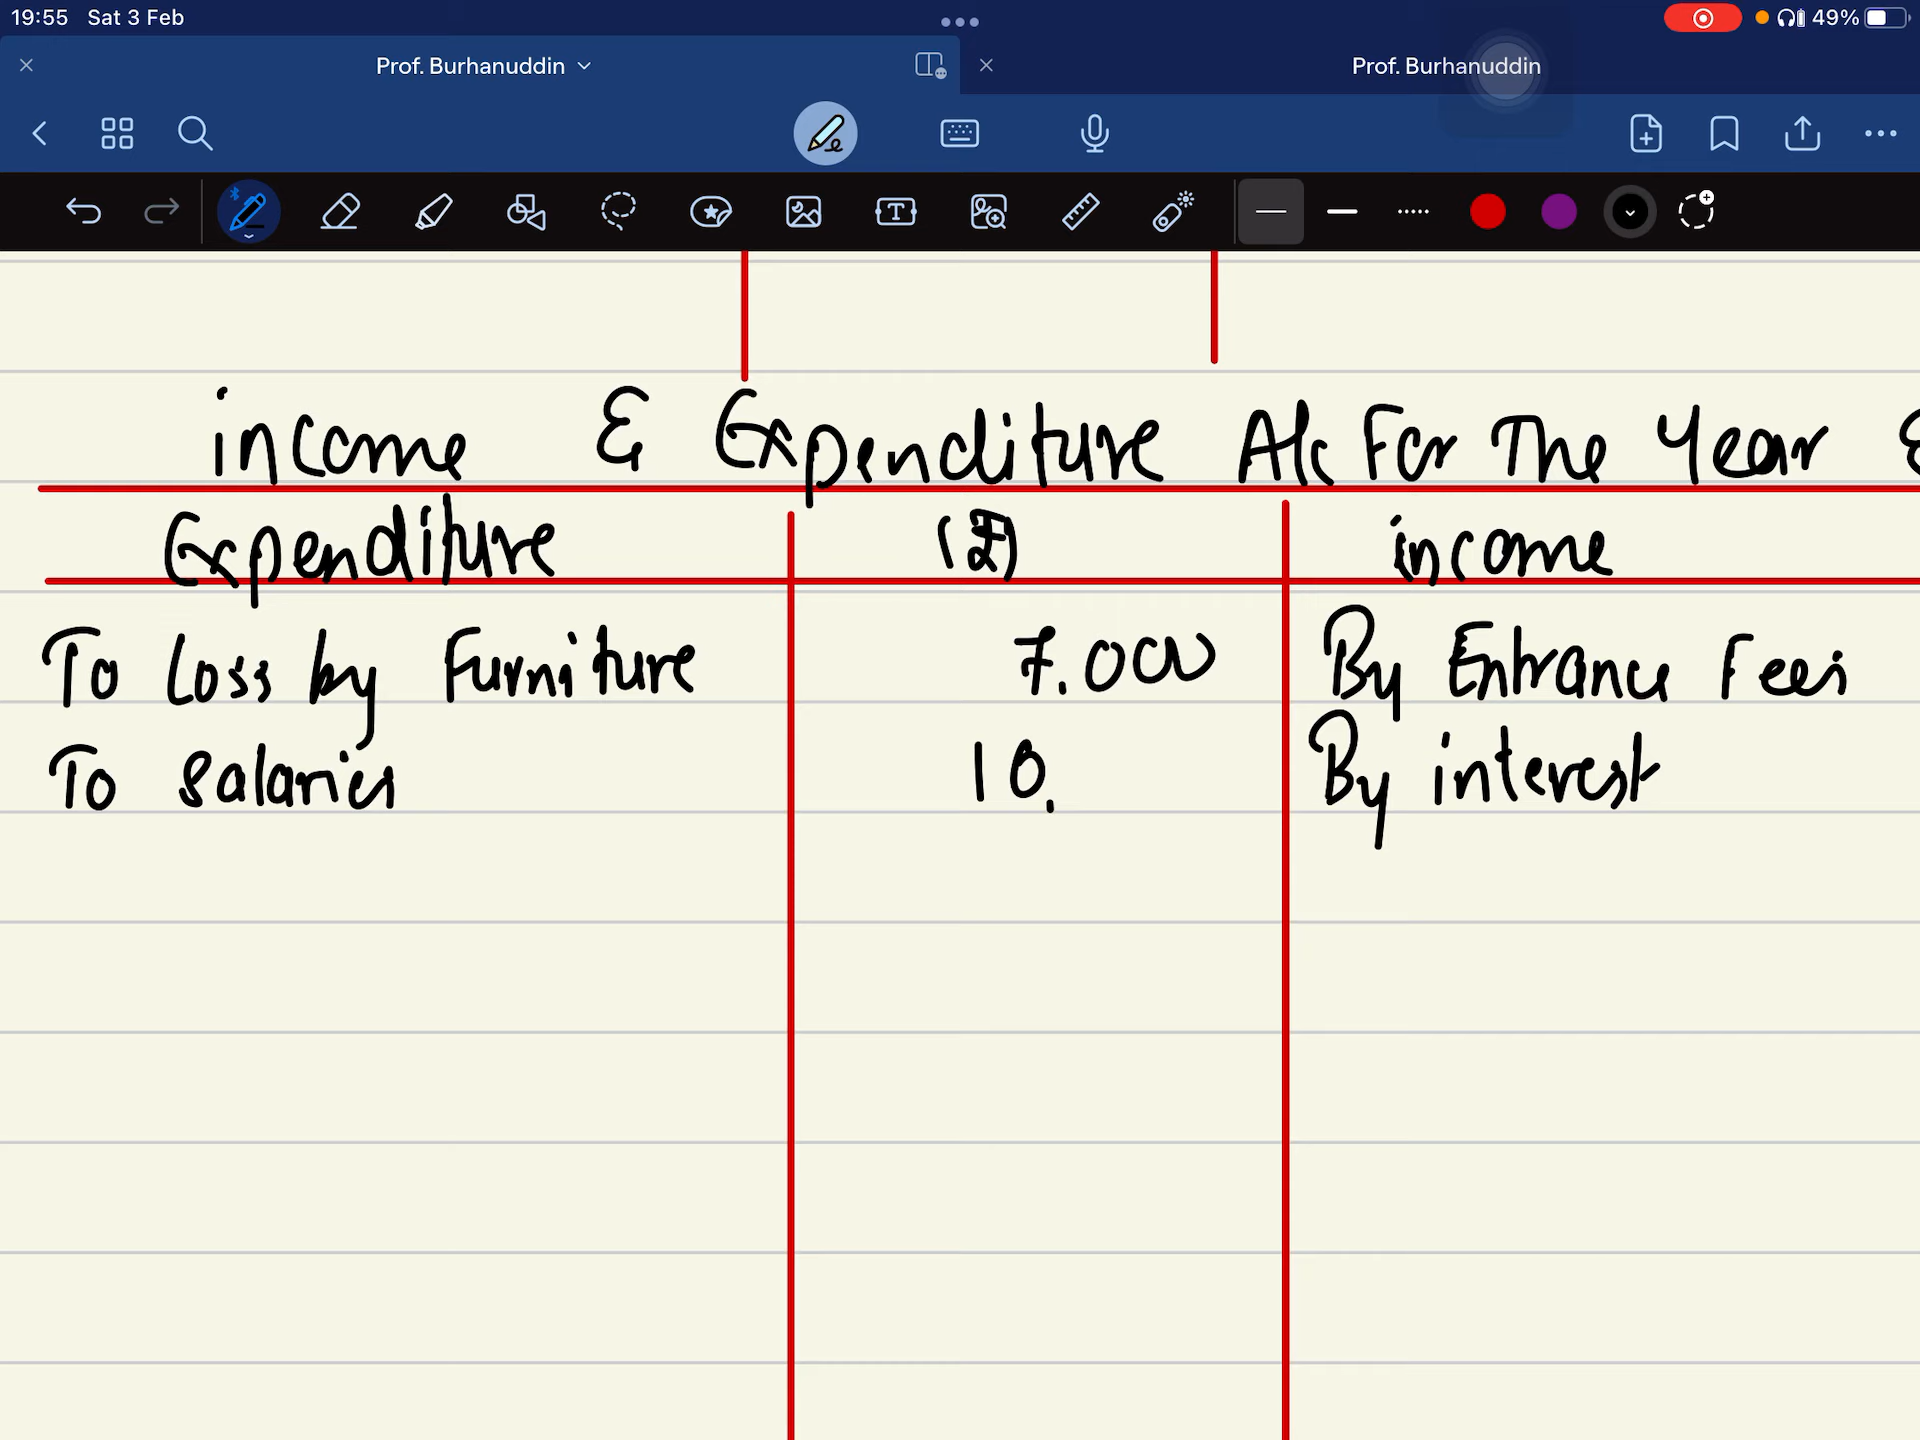 19:55 Sat 3 Feb 49%
Prof. Burhanuddin Prof. Burhanuddin
income & Expenditure A/c For The Year
Expenditure (₹) income
To Loss by Furniture 7.000 By Entrance Fees
To Salaries 10. By interest